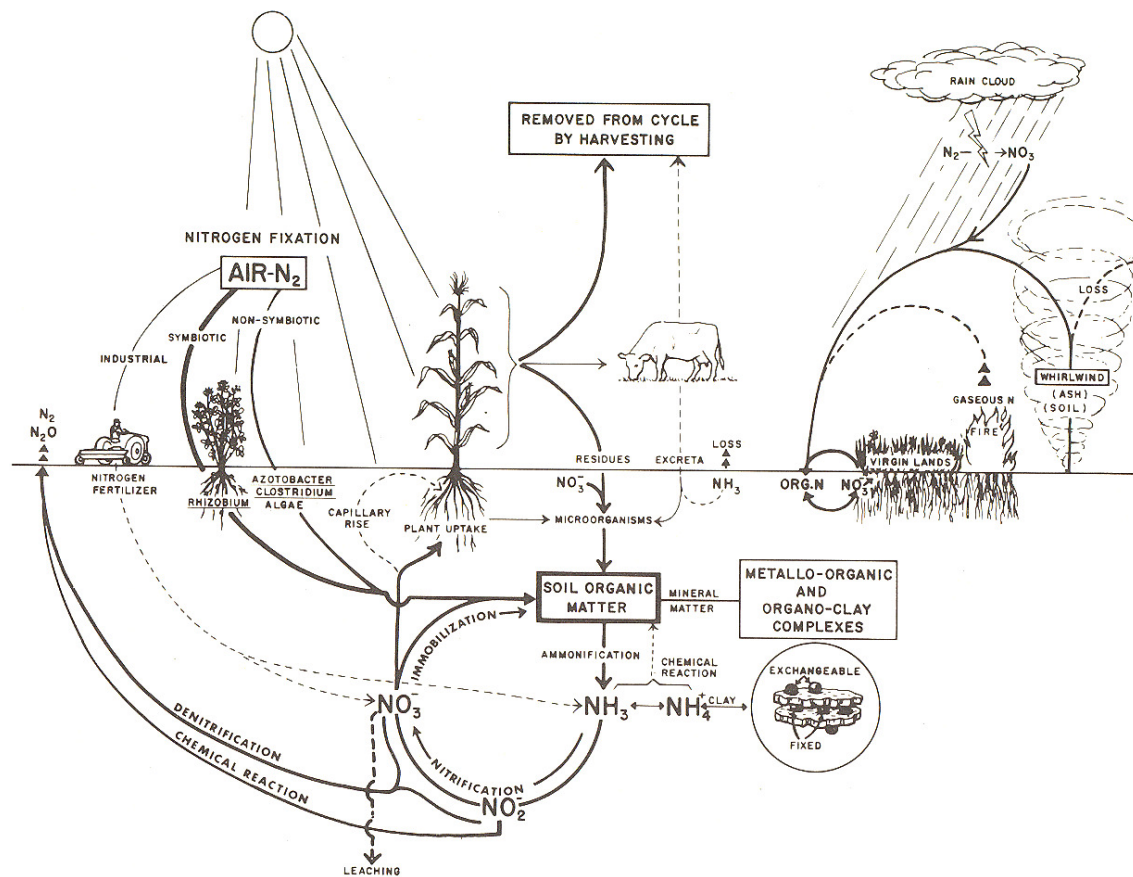 RAIN CLOUD
N₂— →NO₃
REMOVED FROM CYCLE
BY HARVESTING
NITROGEN FIXATION
AIR-N₂
NON-SYMBIOTIC
SYMBIOTIC
INDUSTRIAL
LOSS
WHIRLWIND
(ASH)
(SOIL)
GASEOUS N
FIRE
N₂
N₂O
NITROGEN
FERTILIZER
RHIZOBIUM
AZOTOBACTER
CLOSTRIDIUM
ALGAE
CAPILLARY
RISE
PLANT UPTAKE
RESIDUES
NO₃⁻
MICROORGANISMS
EXCRETA
LOSS
NH₃
ORG.N
NO₃⁻
VIRGIN LANDS
SOIL ORGANIC
MATTER
MINERAL
MATTER
METALLO-ORGANIC
AND
ORGANO-CLAY
COMPLEXES
IMMOBILIZATION
AMMONIFICATION
CHEMICAL
REACTION
NO₃⁻
NH₃
NH₄⁺
CLAY
EXCHANGEABLE
FIXED
DENITRIFICATION
CHEMICAL REACTION
NITRIFICATION
NO₂⁻
LEACHING